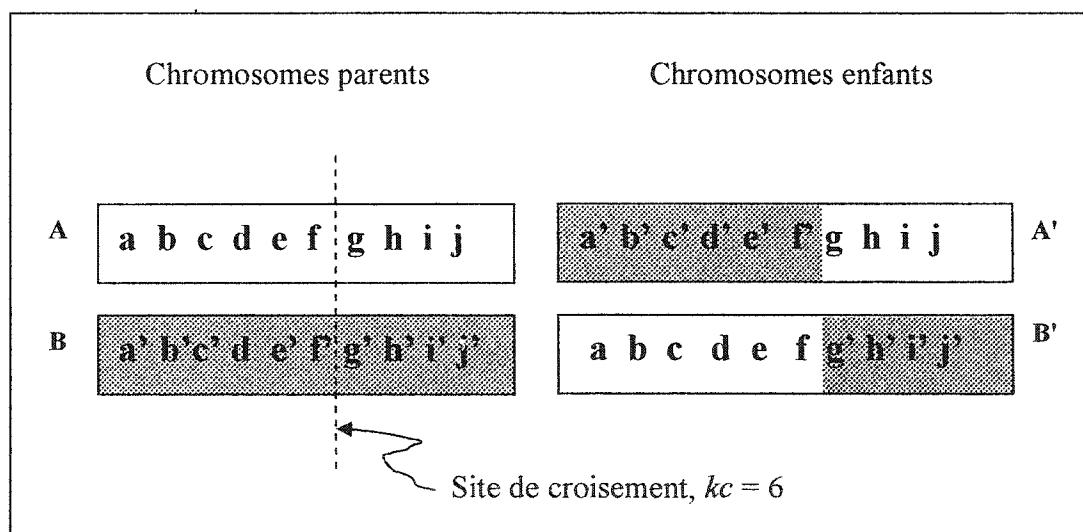 Chromosomes parents
Chromosomes enfants
A
a b c d e f g h i j
a' b' c' d' e' f' g h i j
A'
B
a' b'c' d e' f' g' h' i' j'
a b c d e f g' h' i' j'
B'
Site de croisement, kc = 6